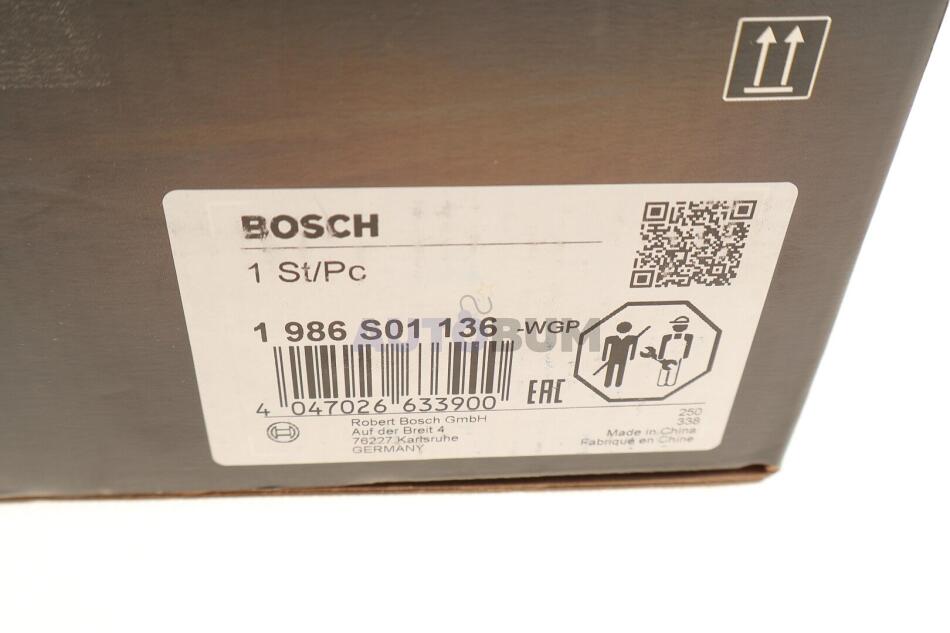 BOSCH
1 St/Pc
1 986 S01 136 -WGP
AUTOBUM
4 047026 633900
EAC
Robert Bosch GmbH
Auf der Breit 4
76227 Karlsruhe
GERMANY
250
338
Made in China
Fabriqué en Chine